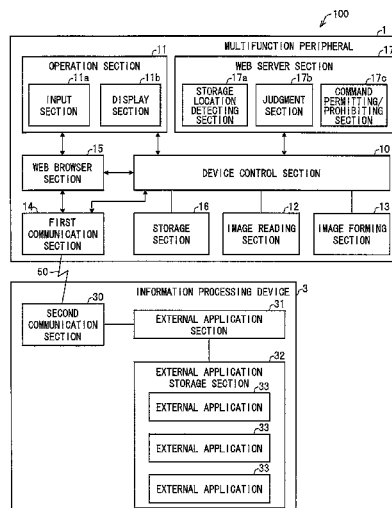 100
1
MULTIFUNCTION PERIPHERAL
11
OPERATION SECTION
11a
11b
INPUT SECTION
DISPLAY SECTION
17
WEB SERVER SECTION
17a
17b
17c
STORAGE LOCATION DETECTING SECTION
JUDGMENT SECTION
COMMAND PERMITTING/ PROHIBITING SECTION
15
WEB BROWSER SECTION
10
DEVICE CONTROL SECTION
14
FIRST COMMUNICATION SECTION
16
STORAGE SECTION
12
IMAGE READING SECTION
13
IMAGE FORMING SECTION
50
INFORMATION PROCESSING DEVICE
3
30
SECOND COMMUNICATION SECTION
31
EXTERNAL APPLICATION SECTION
32
EXTERNAL APPLICATION STORAGE SECTION
33
EXTERNAL APPLICATION
33
EXTERNAL APPLICATION
33
EXTERNAL APPLICATION